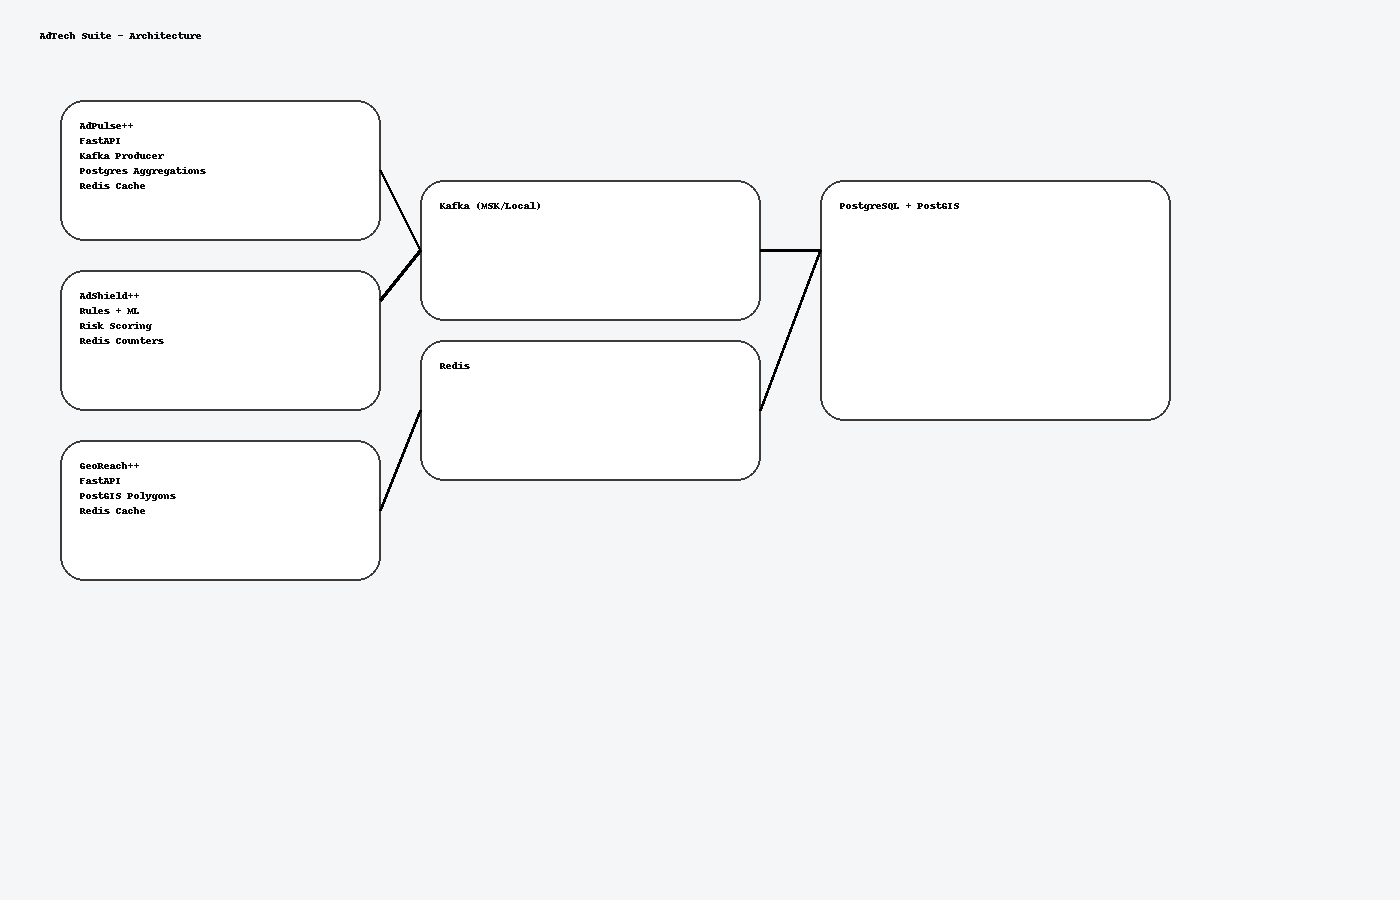 AdTech Suite - Architecture
AdPulse++
FastAPI
Kafka Producer
Postgres Aggregations
Redis Cache
AdShield++
Rules + ML
Risk Scoring
Redis Counters
GeoReach++
FastAPI
PostGIS Polygons
Redis Cache
Kafka (MSK/Local)
Redis
PostgreSQL + PostGIS